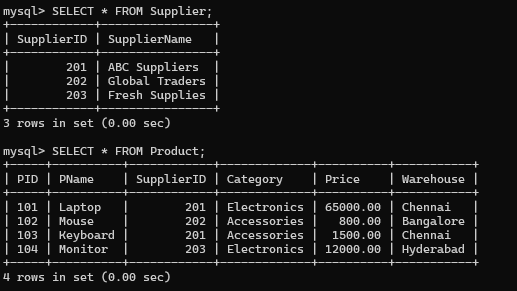 mysql> SELECT * FROM Supplier;
+------------+----------------+
| SupplierID | SupplierName   |
+------------+----------------+
|        201 | ABC Suppliers  |
|        202 | Global Traders |
|        203 | Fresh Supplies |
+------------+----------------+
3 rows in set (0.00 sec)

mysql> SELECT * FROM Product;
+-----+----------+------------+-------------+----------+-----------+
| PID | PName    | SupplierID | Category    | Price    | Warehouse |
+-----+----------+------------+-------------+----------+-----------+
| 101 | Laptop   |        201 | Electronics | 65000.00 | Chennai   |
| 102 | Mouse    |        202 | Accessories |   800.00 | Bangalore |
| 103 | Keyboard |        201 | Accessories |  1500.00 | Chennai   |
| 104 | Monitor  |        203 | Electronics | 12000.00 | Hyderabad |
+-----+----------+------------+-------------+----------+-----------+
4 rows in set (0.00 sec)